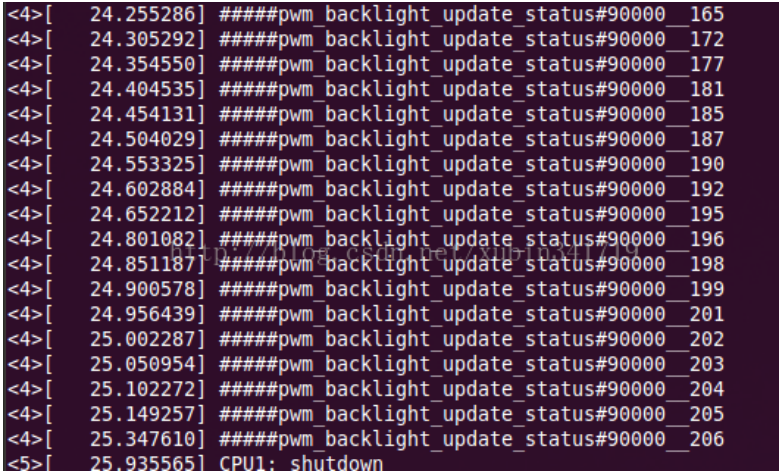 <4>[   24.255286] #####pwm_backlight_update_status#90000__165
<4>[   24.305292] #####pwm_backlight_update_status#90000__172
<4>[   24.354550] #####pwm_backlight_update_status#90000__177
<4>[   24.404535] #####pwm_backlight_update_status#90000__181
<4>[   24.454131] #####pwm_backlight_update_status#90000__185
<4>[   24.504029] #####pwm_backlight_update_status#90000__187
<4>[   24.553325] #####pwm_backlight_update_status#90000__190
<4>[   24.602884] #####pwm_backlight_update_status#90000__192
<4>[   24.652212] #####pwm_backlight_update_status#90000__195
<4>[   24.801082] #####pwm_backlight_update_status#90000__196
http://blog.csdn.net/xubin341719
<4>[   24.851187] #####pwm_backlight_update_status#90000__198
<4>[   24.900578] #####pwm_backlight_update_status#90000__199
<4>[   24.956439] #####pwm_backlight_update_status#90000__201
<4>[   25.002287] #####pwm_backlight_update_status#90000__202
<4>[   25.050954] #####pwm_backlight_update_status#90000__203
<4>[   25.102272] #####pwm_backlight_update_status#90000__204
<4>[   25.149257] #####pwm_backlight_update_status#90000__205
<4>[   25.347610] #####pwm_backlight_update_status#90000__206
<5>[   25.935565] CPU1: shutdown